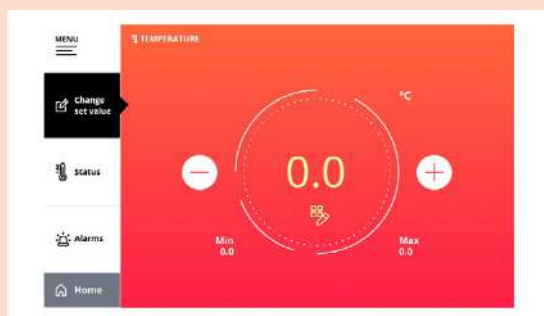 MENU
TEMPERATURE
Change
set value
°C
Status
0.0
Alarms
Min
0.0
Max
0.0
Home